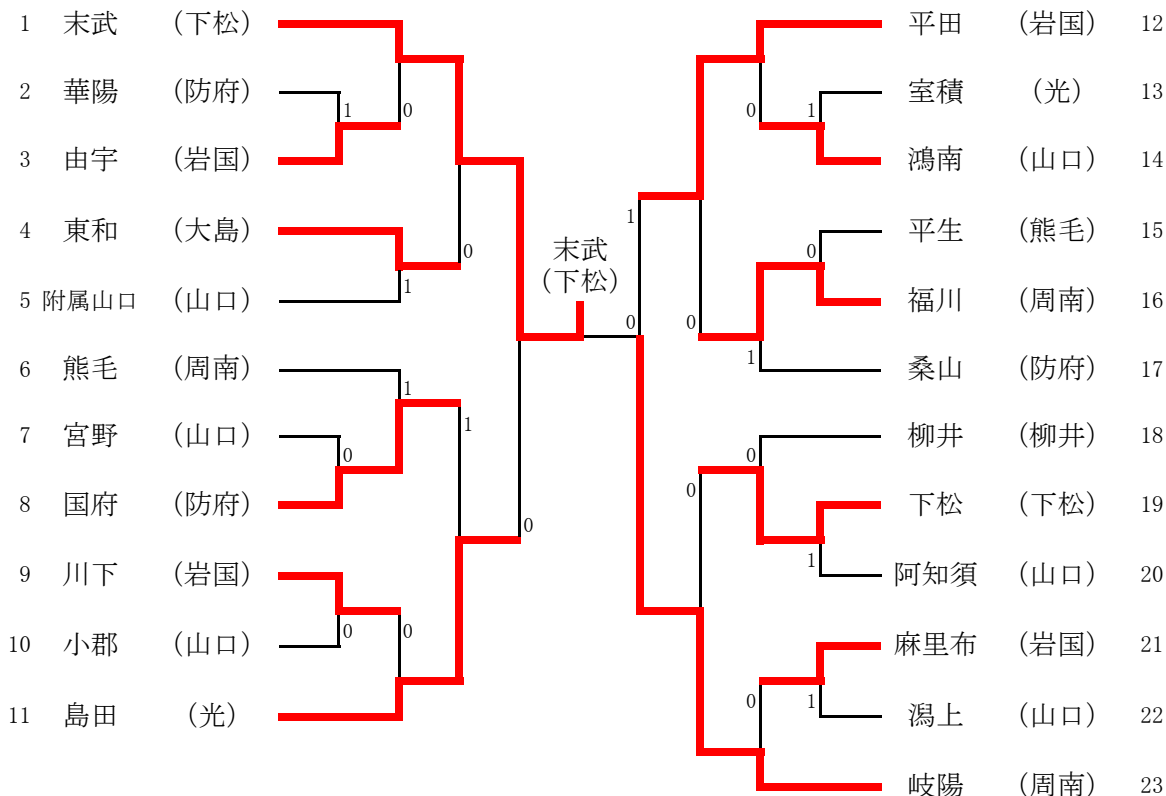 1 末武 (下松)
2 華陽 (防府)
1 0
3 由宇 (岩国)
4 東和 (大島)
0
1
5 附属山口 (山口)
6 熊毛 (周南)
1
1
7 宮野 (山口)
0
8 国府 (防府)
0
9 川下 (岩国)
0 0
10 小郡 (山口)
11 島田 (光)
末武
(下松)
平田 (岩国) 12
室積 (光) 13
0 1
鴻南 (山口) 14
1
平生 (熊毛) 15
0
福川 (周南) 16
0 0
1
桑山 (防府) 17
柳井 (柳井) 18
0
0
下松 (下松) 19
1
阿知須 (山口) 20
麻里布 (岩国) 21
0 1
潟上 (山口) 22
岐陽 (周南) 23